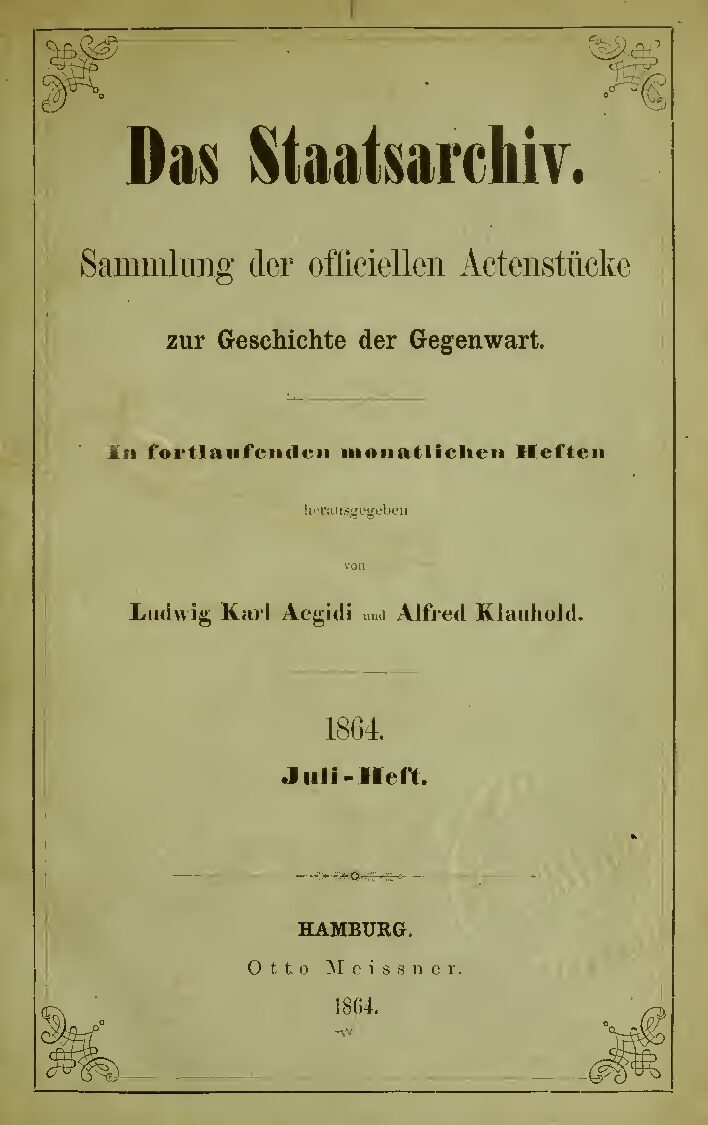 Das Staatsarchiv.
Sammlung der officiellen Actenstücke
zur Geschichte der Gegenwart.
In fortlaufenden monatlichen Heften
herausgegeben
von
Ludwig Karl Aegidi und Alfred Klauhold.
1864.
Juli-Heft.
HAMBURG.
Otto Meissner.
1864.